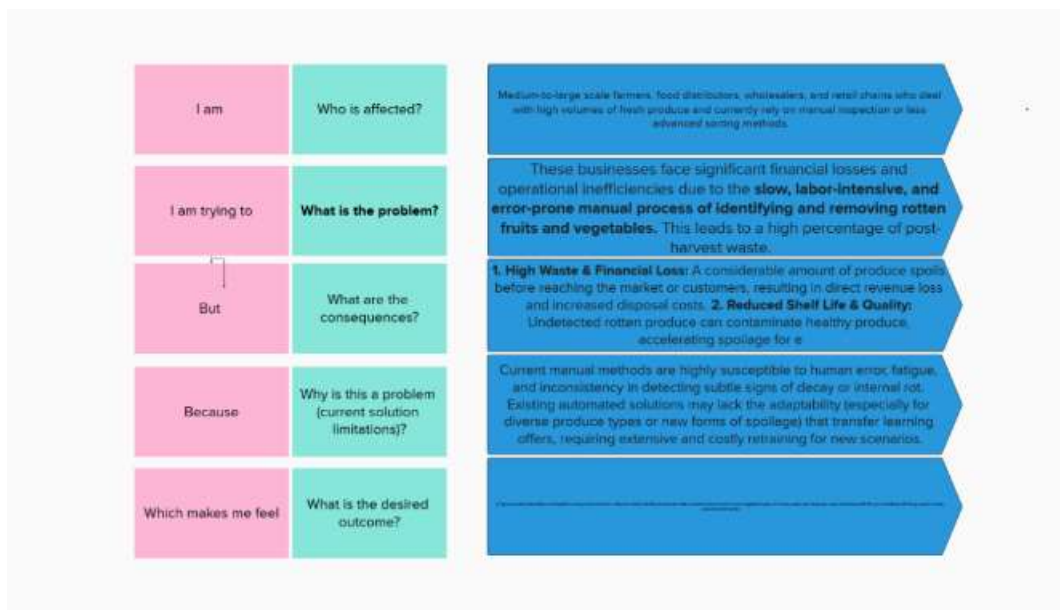 I am
Who is affected?
Medium-to-large scale farmers, food distributors, wholesalers, and retail chains who deal
with high volumes of fresh produce and currently rely on manual inspection or less
advanced sorting methods.
I am trying to
What is the problem?
These businesses face significant financial losses and
operational inefficiencies due to the slow, labor-intensive, and
error-prone manual process of identifying and removing rotten
fruits and vegetables. This leads to a high percentage of post-
harvest waste.
But
What are the
consequences?
1. High Waste & Financial Loss: A considerable amount of produce spoils
before reaching the market or customers, resulting in direct revenue loss
and increased disposal costs. 2. Reduced Shelf Life & Quality:
Undetected rotten produce can contaminate healthy produce,
accelerating spoilage for e
Because
Why is this a problem
(current solution
limitations)?
Current manual methods are highly susceptible to human error, fatigue,
and inconsistency in detecting subtle signs of decay or internal rot.
Existing automated solutions may lack the adaptability (especially for
diverse produce types or new forms of spoilage) that transfer learning
offers, requiring extensive and costly retraining for new scenarios.
Which makes me feel
What is the desired
outcome?